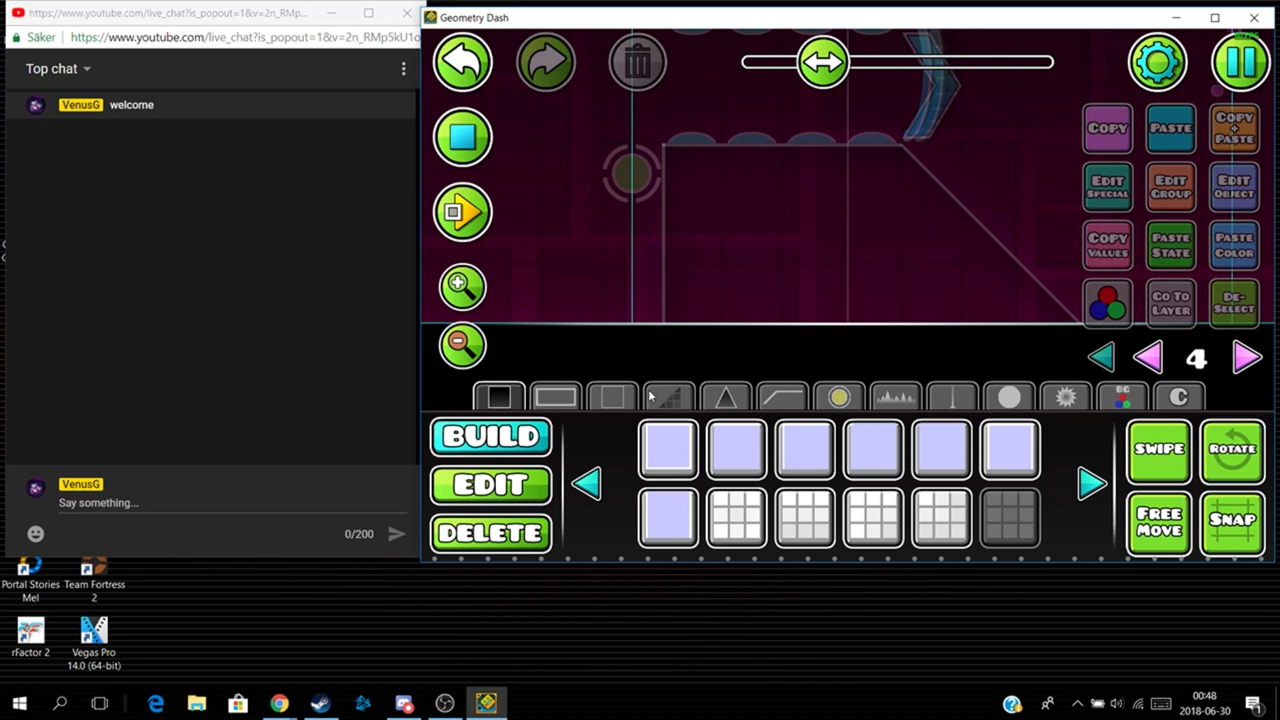 https://www.youtube.com/live_chat?is_popout=1&v=2n_RMp...
Säker
https://www.youtube.com/live_chat?is_popout=1&v=2n_RMp5kU1o
Top chat
VenusG welcome
VenusG
Say something...
0/200
Geometry Dash
COPY
PASTE
COPY
+
PASTE
EDIT
SPECIAL
EDIT
GROUP
EDIT
OBJECT
COPY
VALUES
PASTE
STATE
PASTE
COLOR
GO TO
LAYER
DE-
SELECT
4
BG
C
BUILD
EDIT
DELETE
SWIPE
ROTATE
FREE
MOVE
SNAP
Portal Stories
Mel
Team Fortress
2
rFactor 2
Vegas Pro
14.0 (64-bit)
00:48
2018-06-30
1